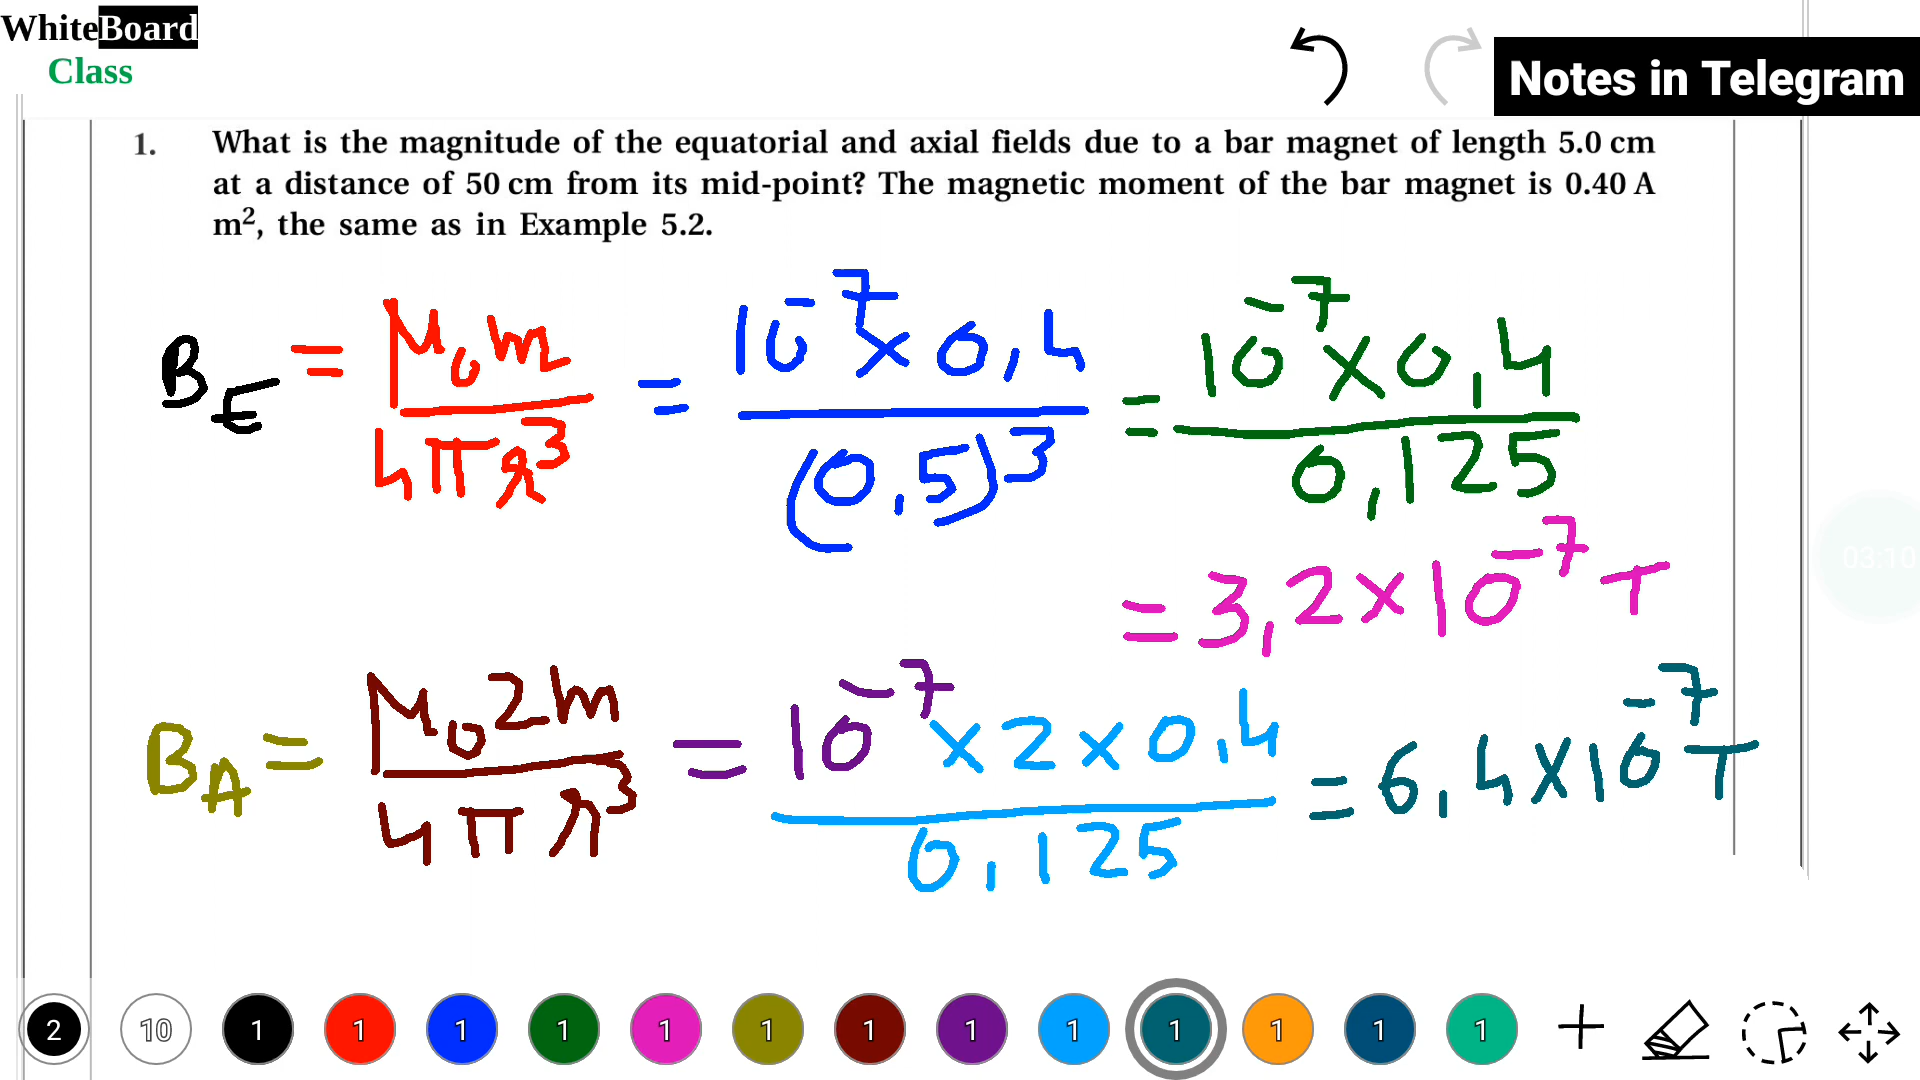 WhiteBoard
Class
Notes in Telegram
1. What is the magnitude of the equatorial and axial fields due to a bar magnet of length 5.0 cm
at a distance of 50 cm from its mid-point? The magnetic moment of the bar magnet is 0.40 A
m², the same as in Example 5.2.
B_E = μ₀m / 4πr³ = 10⁻⁷ × 0,4 / (0,5)³ = 10⁻⁷ × 0,4 / 0,125
= 3,2 × 10⁻⁷ T
B_A = μ₀2m / 4πr³ = 10⁻⁷ × 2 × 0,4 / 0,125 = 6,4 × 10⁻⁷ T
03:10
2 10 1 1 1 1 1 1 1 1 1 1 1 1 1